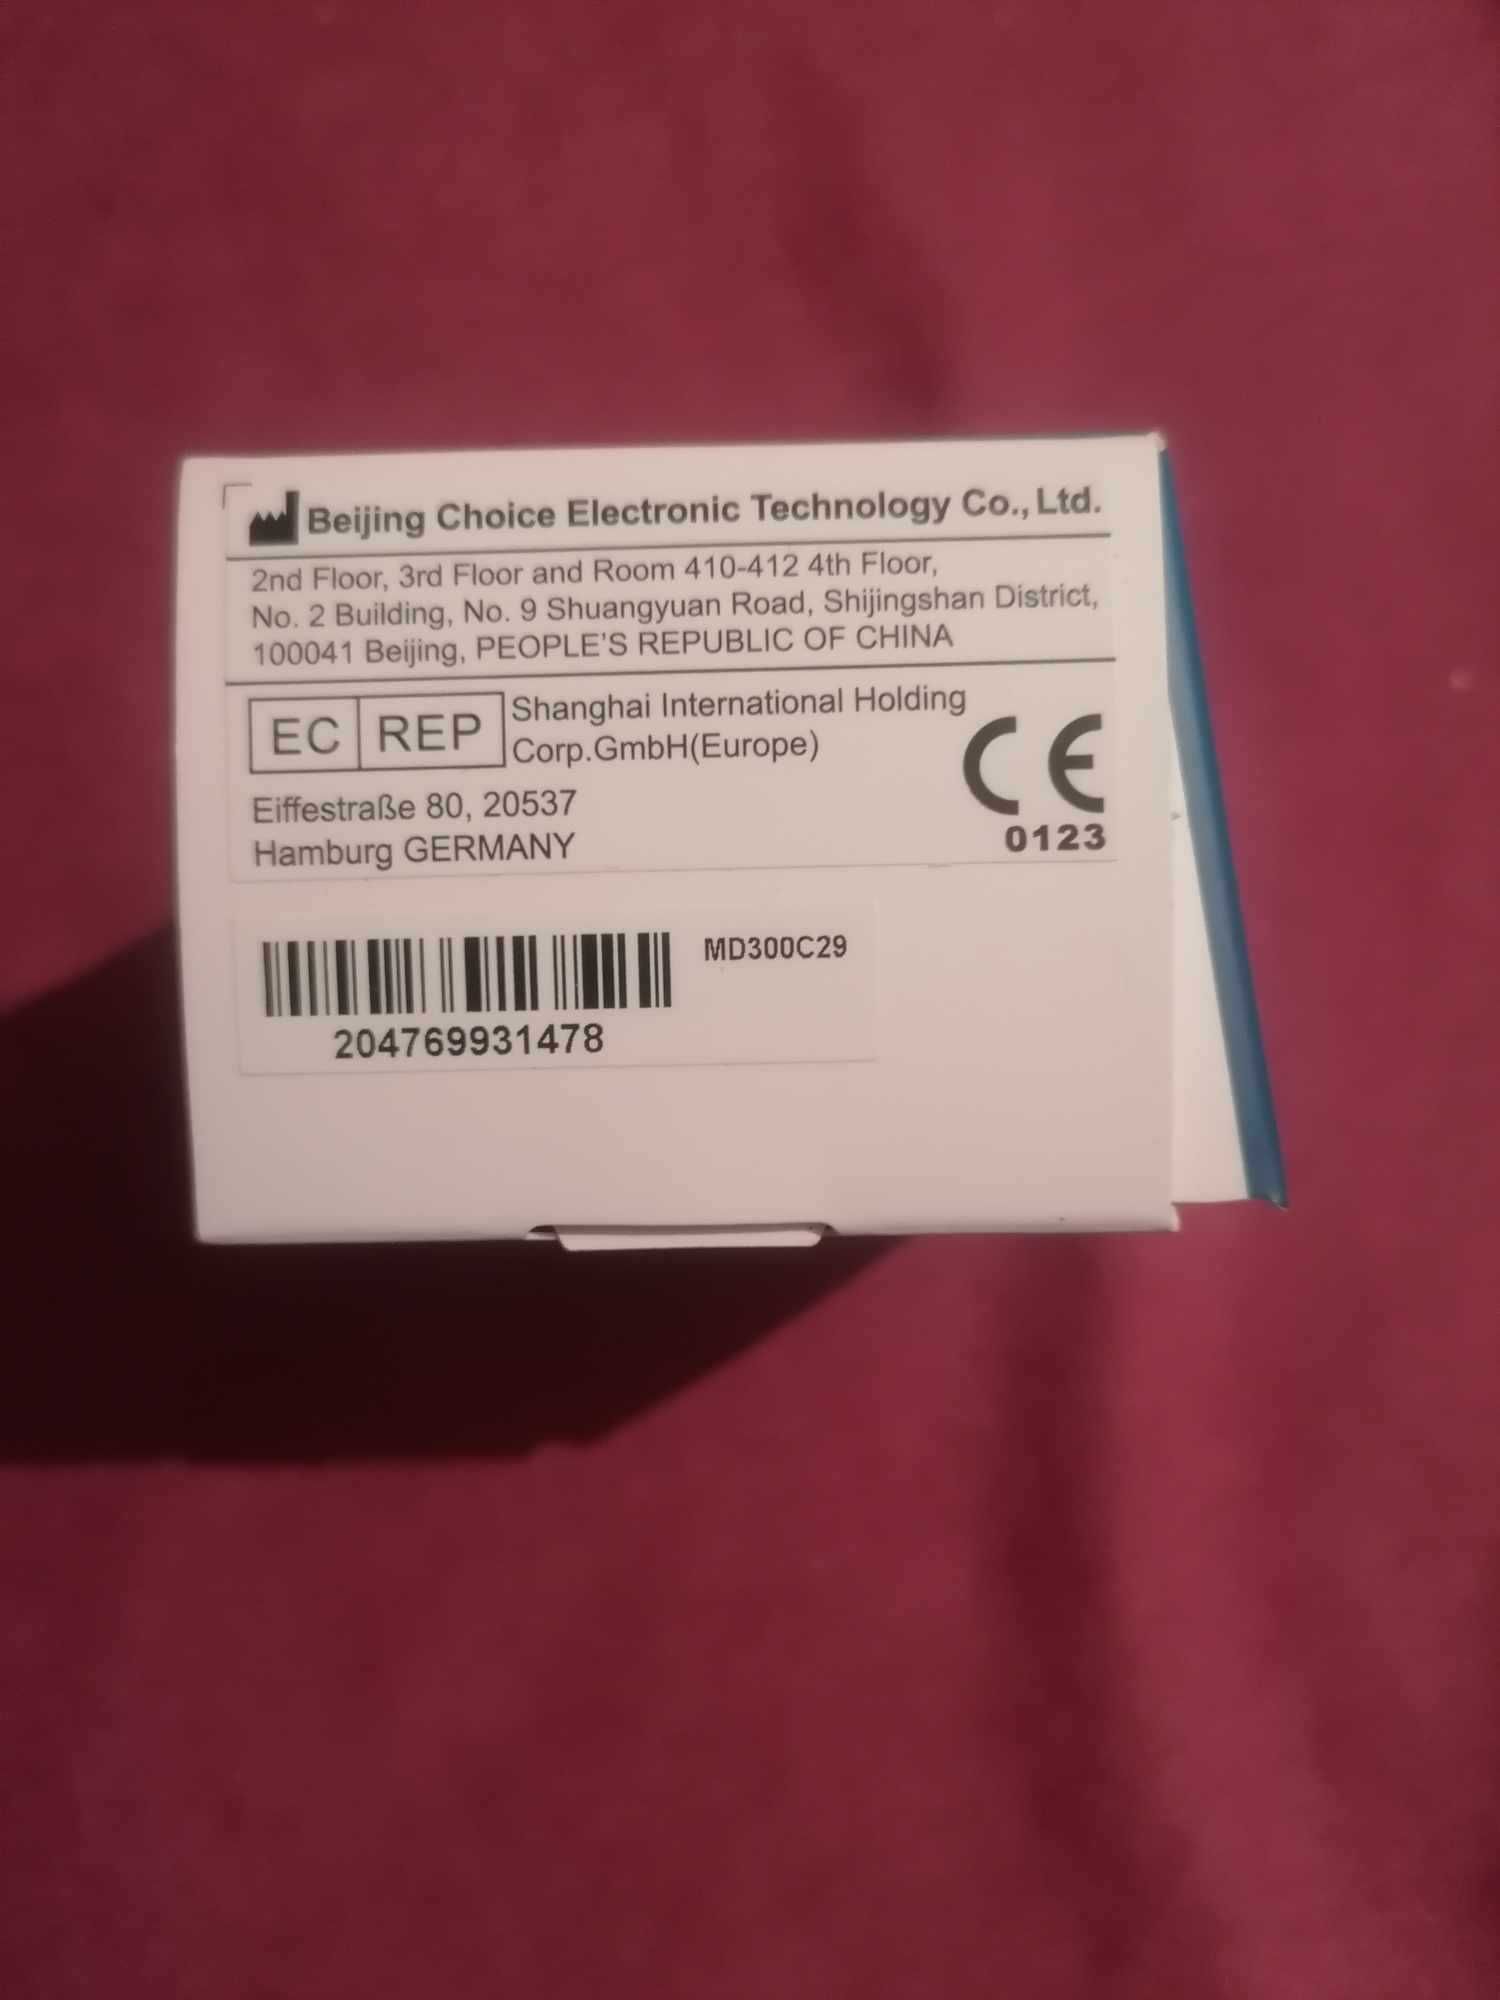 Beijing Choice Electronic Technology Co., Ltd.
2nd Floor, 3rd Floor and Room 410-412 4th Floor,
No. 2 Building, No. 9 Shuangyuan Road, Shijingshan District,
100041 Beijing, PEOPLE'S REPUBLIC OF CHINA
EC REP
Shanghai International Holding
Corp.GmbH(Europe)
Eiffestraße 80, 20537
Hamburg GERMANY
CE
0123
MD300C29
204769931478